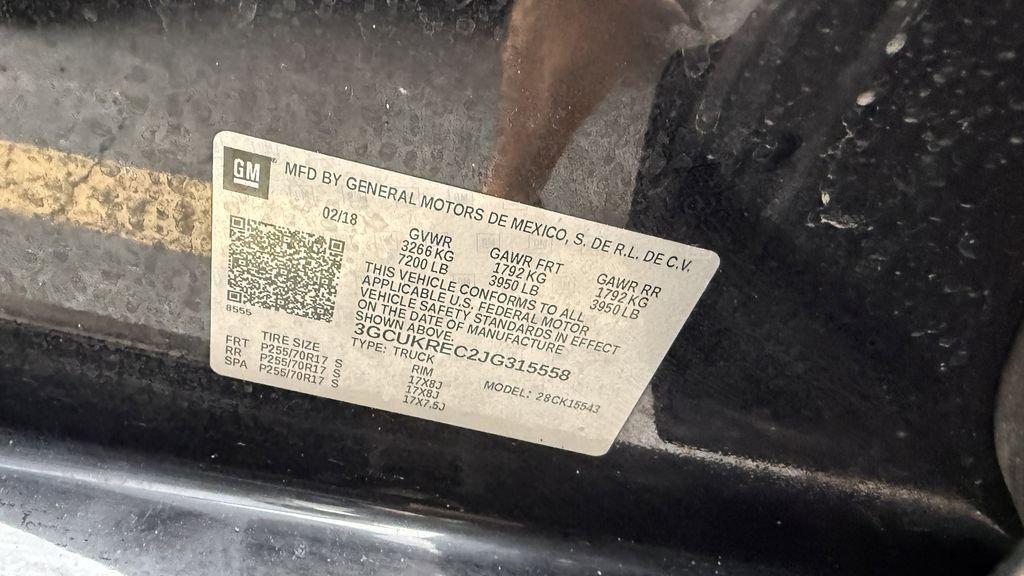 GM MFD BY GENERAL MOTORS DE MEXICO, S. DE R.L. DE C.V.
02/18
GVWR GAWR FRT GAWR RR
3266 KG 1792 KG 1792 KG
7200 LB 3950 LB 3950 LB
THIS VEHICLE CONFORMS TO ALL
APPLICABLE U.S. FEDERAL MOTOR
VEHICLE SAFETY STANDARDS IN EFFECT
ON THE DATE OF MANUFACTURE
SHOWN ABOVE.
8555
3GCUKREC2JG315558
TYPE: TRUCK MODEL: 28CK15543
TIRE SIZE RIM
FRT P255/70R17 S 17X8J
RR P255/70R17 S 17X8J
SPA P255/70R17 S 17X7.5J